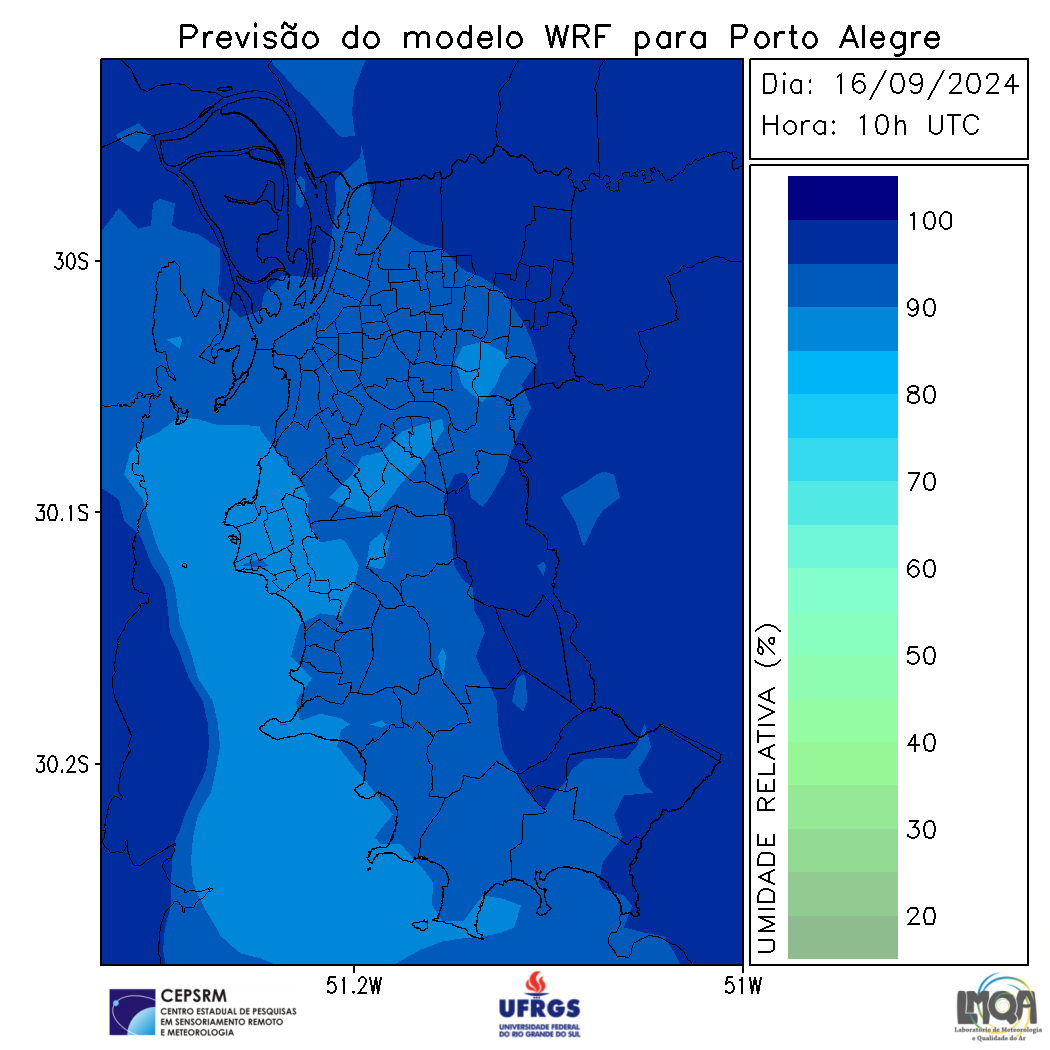 Previsão do modelo WRF para Porto Alegre
Dia: 16/09/2024
Hora: 10h UTC
100
90
80
70
60
50
40
30
20
UMIDADE RELATIVA (%)
30S
30.1S
30.2S
51.2W
51W
CEPSRM
CENTRO ESTADUAL DE PESQUISAS
EM SENSORIAMENTO REMOTO
E METEOROLOGIA
UFRGS
UNIVERSIDADE FEDERAL
DO RIO GRANDE DO SUL
LMQA
Laboratório de Meteorologia
e Qualidade do Ar